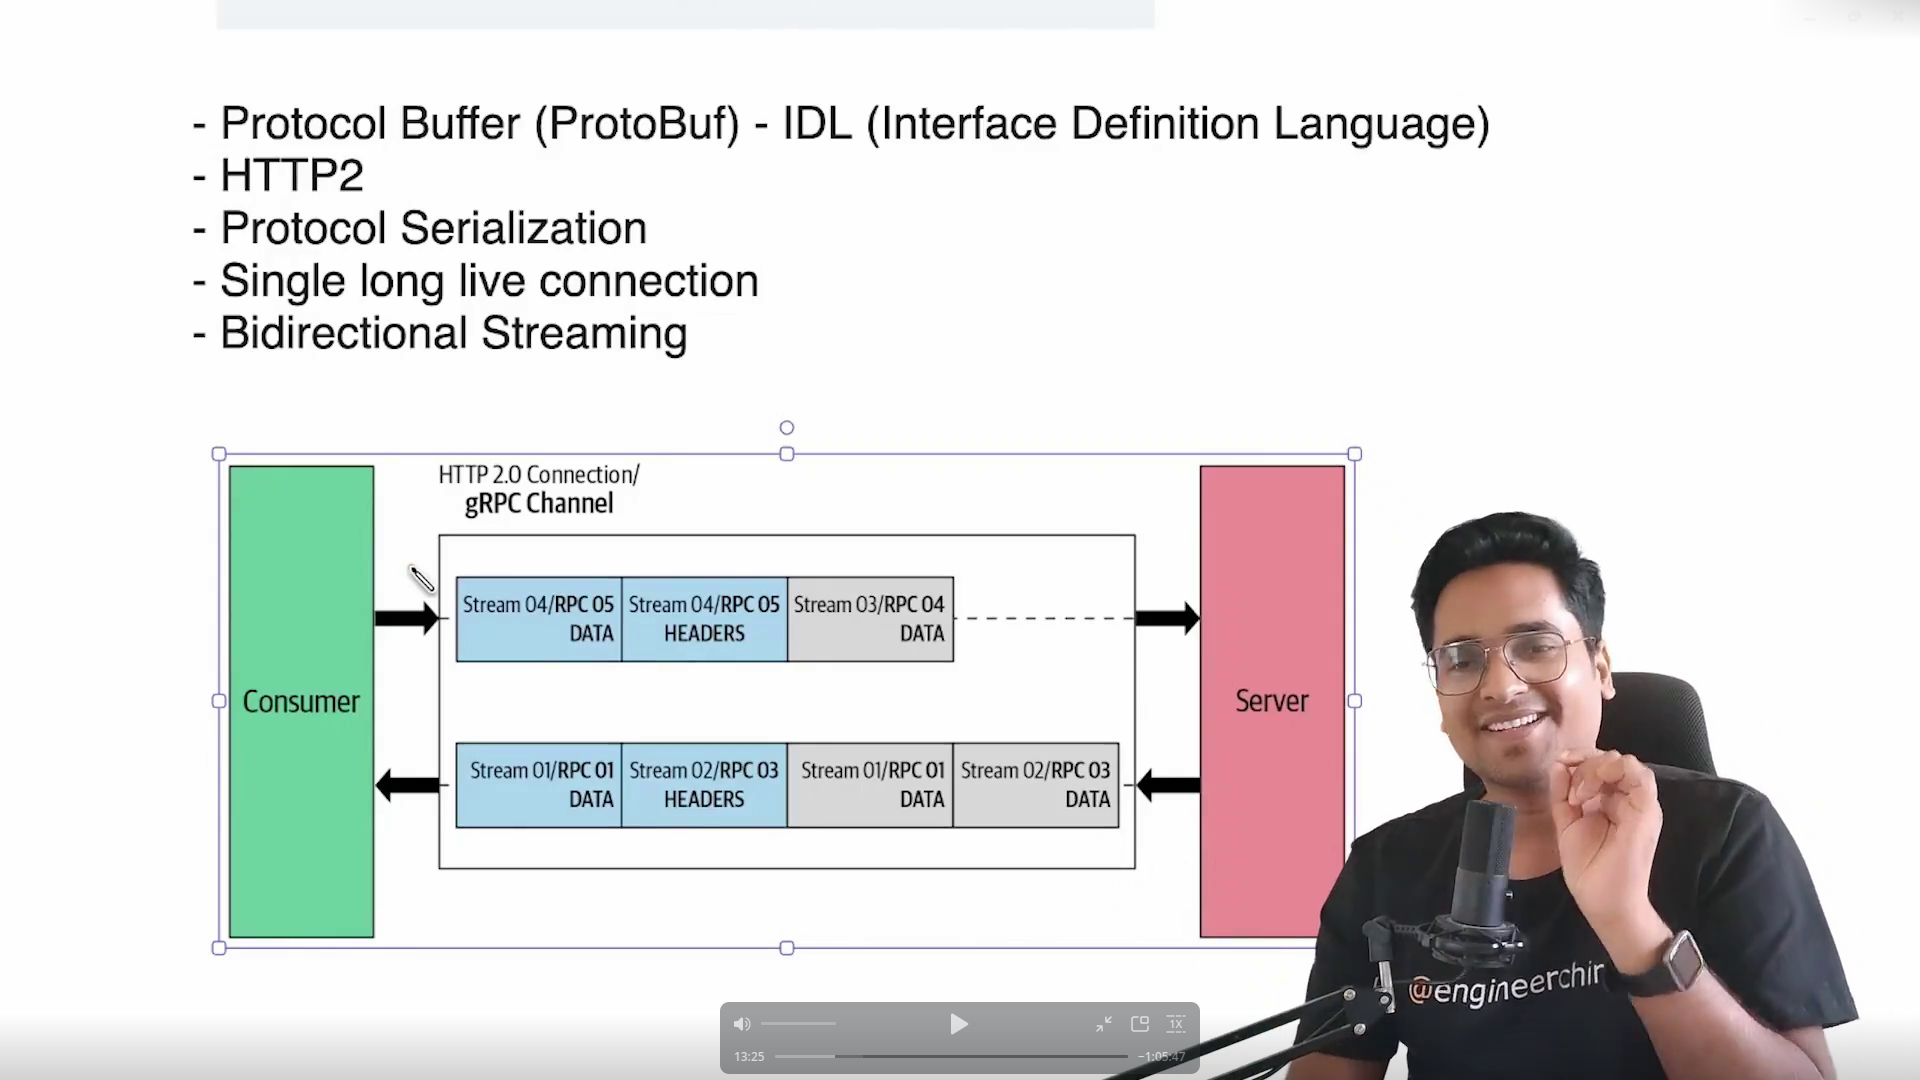 - Protocol Buffer (ProtoBuf) - IDL (Interface Definition Language)
- HTTP2
- Protocol Serialization
- Single long live connection
- Bidirectional Streaming
HTTP 2.0 Connection/
gRPC Channel
Stream 04/RPC 05
DATA
Stream 04/RPC 05
HEADERS
Stream 03/RPC 04
DATA
Consumer
Server
Stream 01/RPC 01
DATA
Stream 02/RPC 03
HEADERS
Stream 01/RPC 01
DATA
Stream 02/RPC 03
DATA
@engineerchir
1X
13:25
-1:05:47